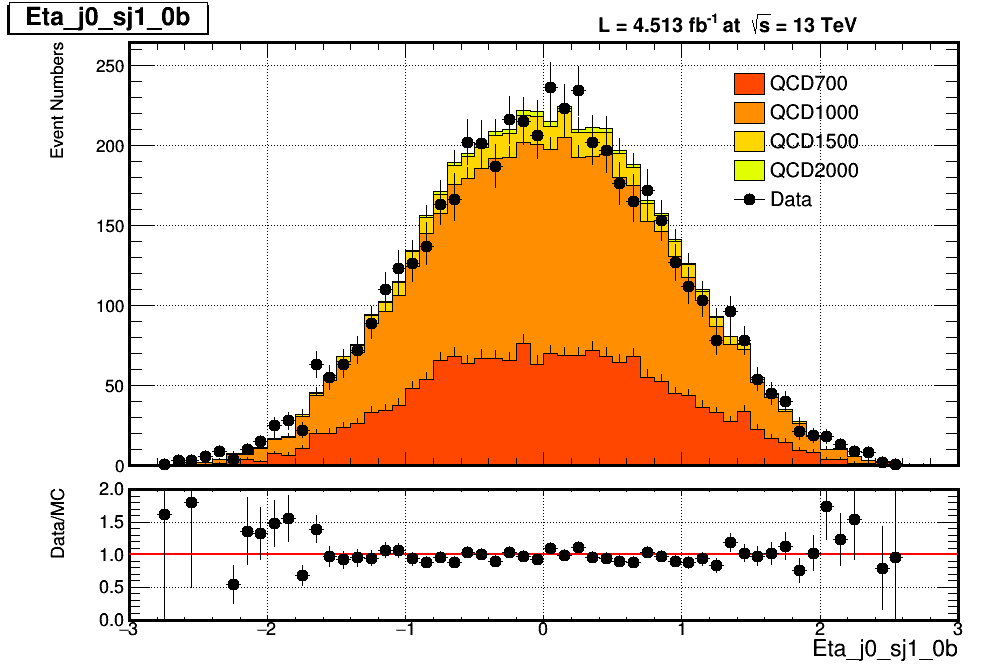 Eta_j0_sj1_0b
L = 4.513 fb⁻¹ at √s = 13 TeV
Event Numbers
250
200
150
100
50
0
QCD700
QCD1000
QCD1500
QCD2000
Data
Data/MC
2.0
1.5
1.0
0.5
0.0
−3 −2 −1 0 1 2 3
Eta_j0_sj1_0b